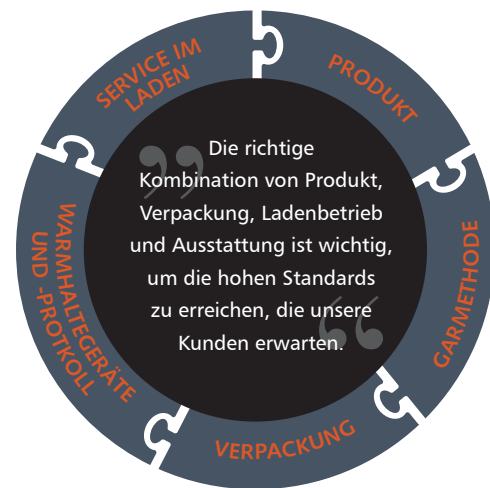 SERVICE IM
LADEN
PRODUKT
GARMETHODE
VERPACKUNG
WARMHALTEGERÄTE
UND -PROTKOLL
”
Die richtige
Kombination von Produkt,
Verpackung, Ladenbetrieb
und Ausstattung ist wichtig,
um die hohen Standards
zu erreichen, die unsere
Kunden erwarten.
“